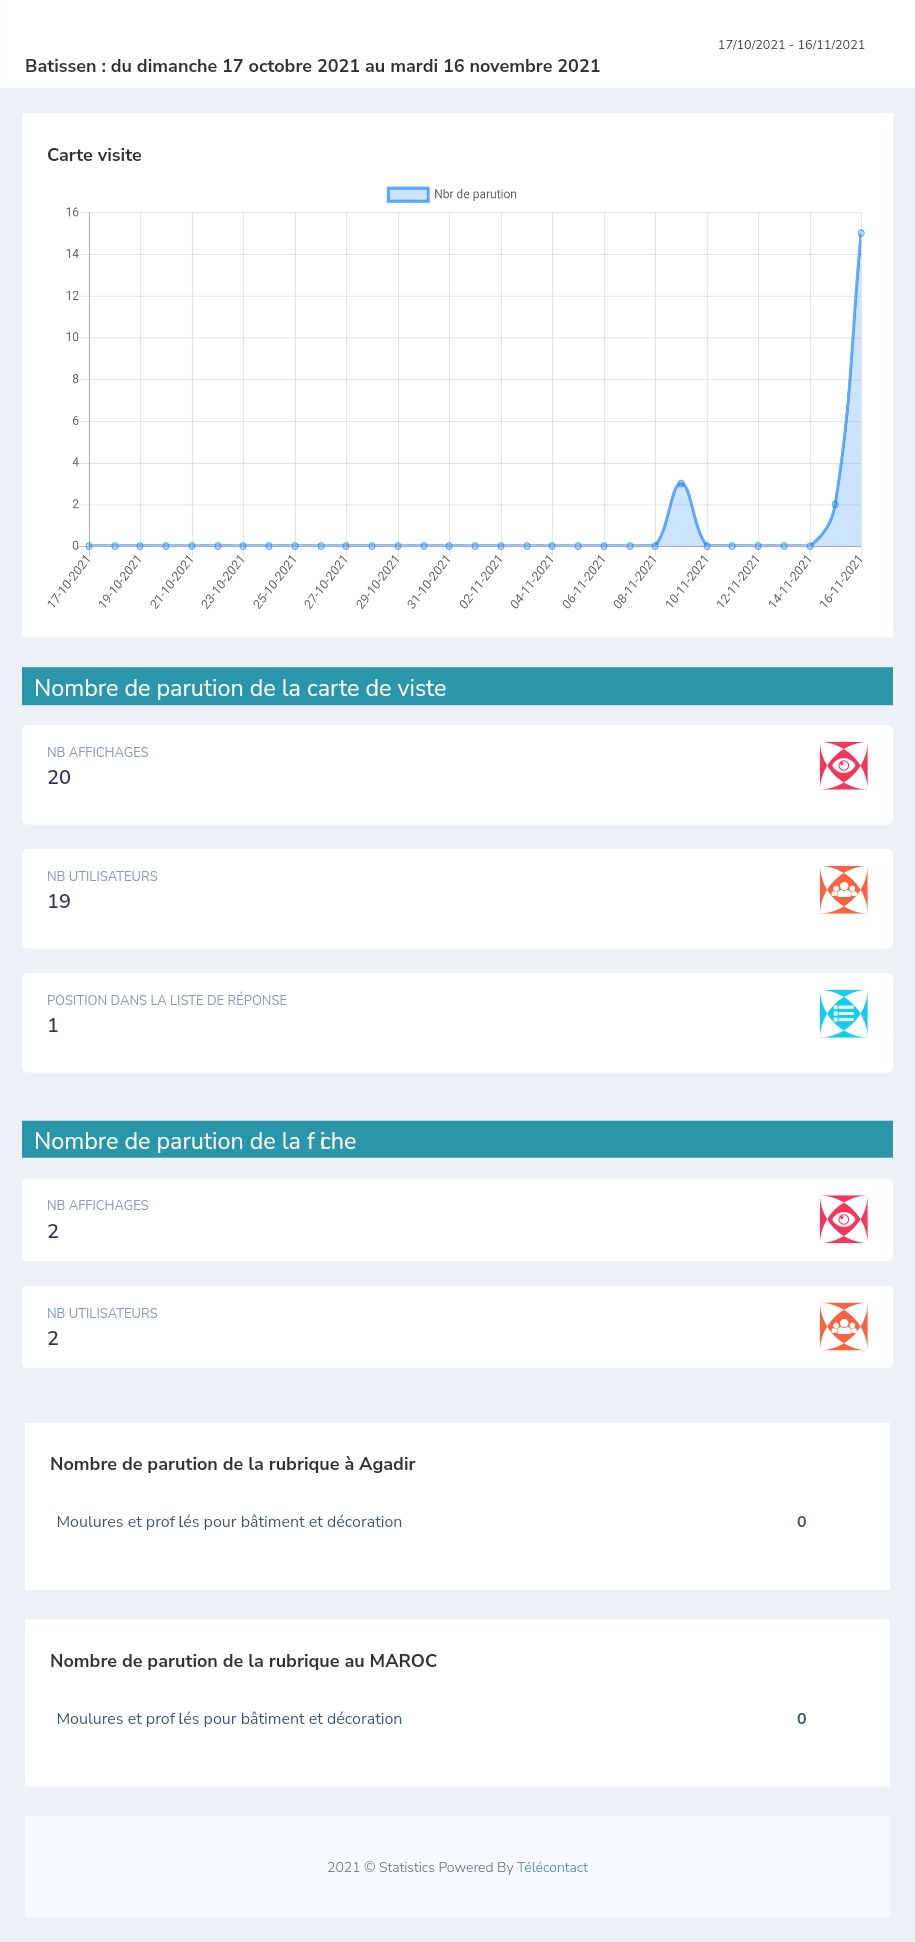 17/10/2021 - 16/11/2021
Batissen : du dimanche 17 octobre 2021 au mardi 16 novembre 2021
Carte visite
Nbr de parution
16
14
12
10
8
6
4
2
0
17-10-2021
19-10-2021
21-10-2021
23-10-2021
25-10-2021
27-10-2021
29-10-2021
31-10-2021
02-11-2021
04-11-2021
06-11-2021
08-11-2021
10-11-2021
12-11-2021
14-11-2021
16-11-2021
Nombre de parution de la carte de viste
NB AFFICHAGES
20
NB UTILISATEURS
19
POSITION DANS LA LISTE DE RÉPONSE
1
Nombre de parution de la fiche
NB AFFICHAGES
2
NB UTILISATEURS
2
Nombre de parution de la rubrique à Agadir
Moulures et profilés pour bâtiment et décoration 0
Nombre de parution de la rubrique au MAROC
Moulures et profilés pour bâtiment et décoration 0
2021 © Statistics Powered By Télécontact